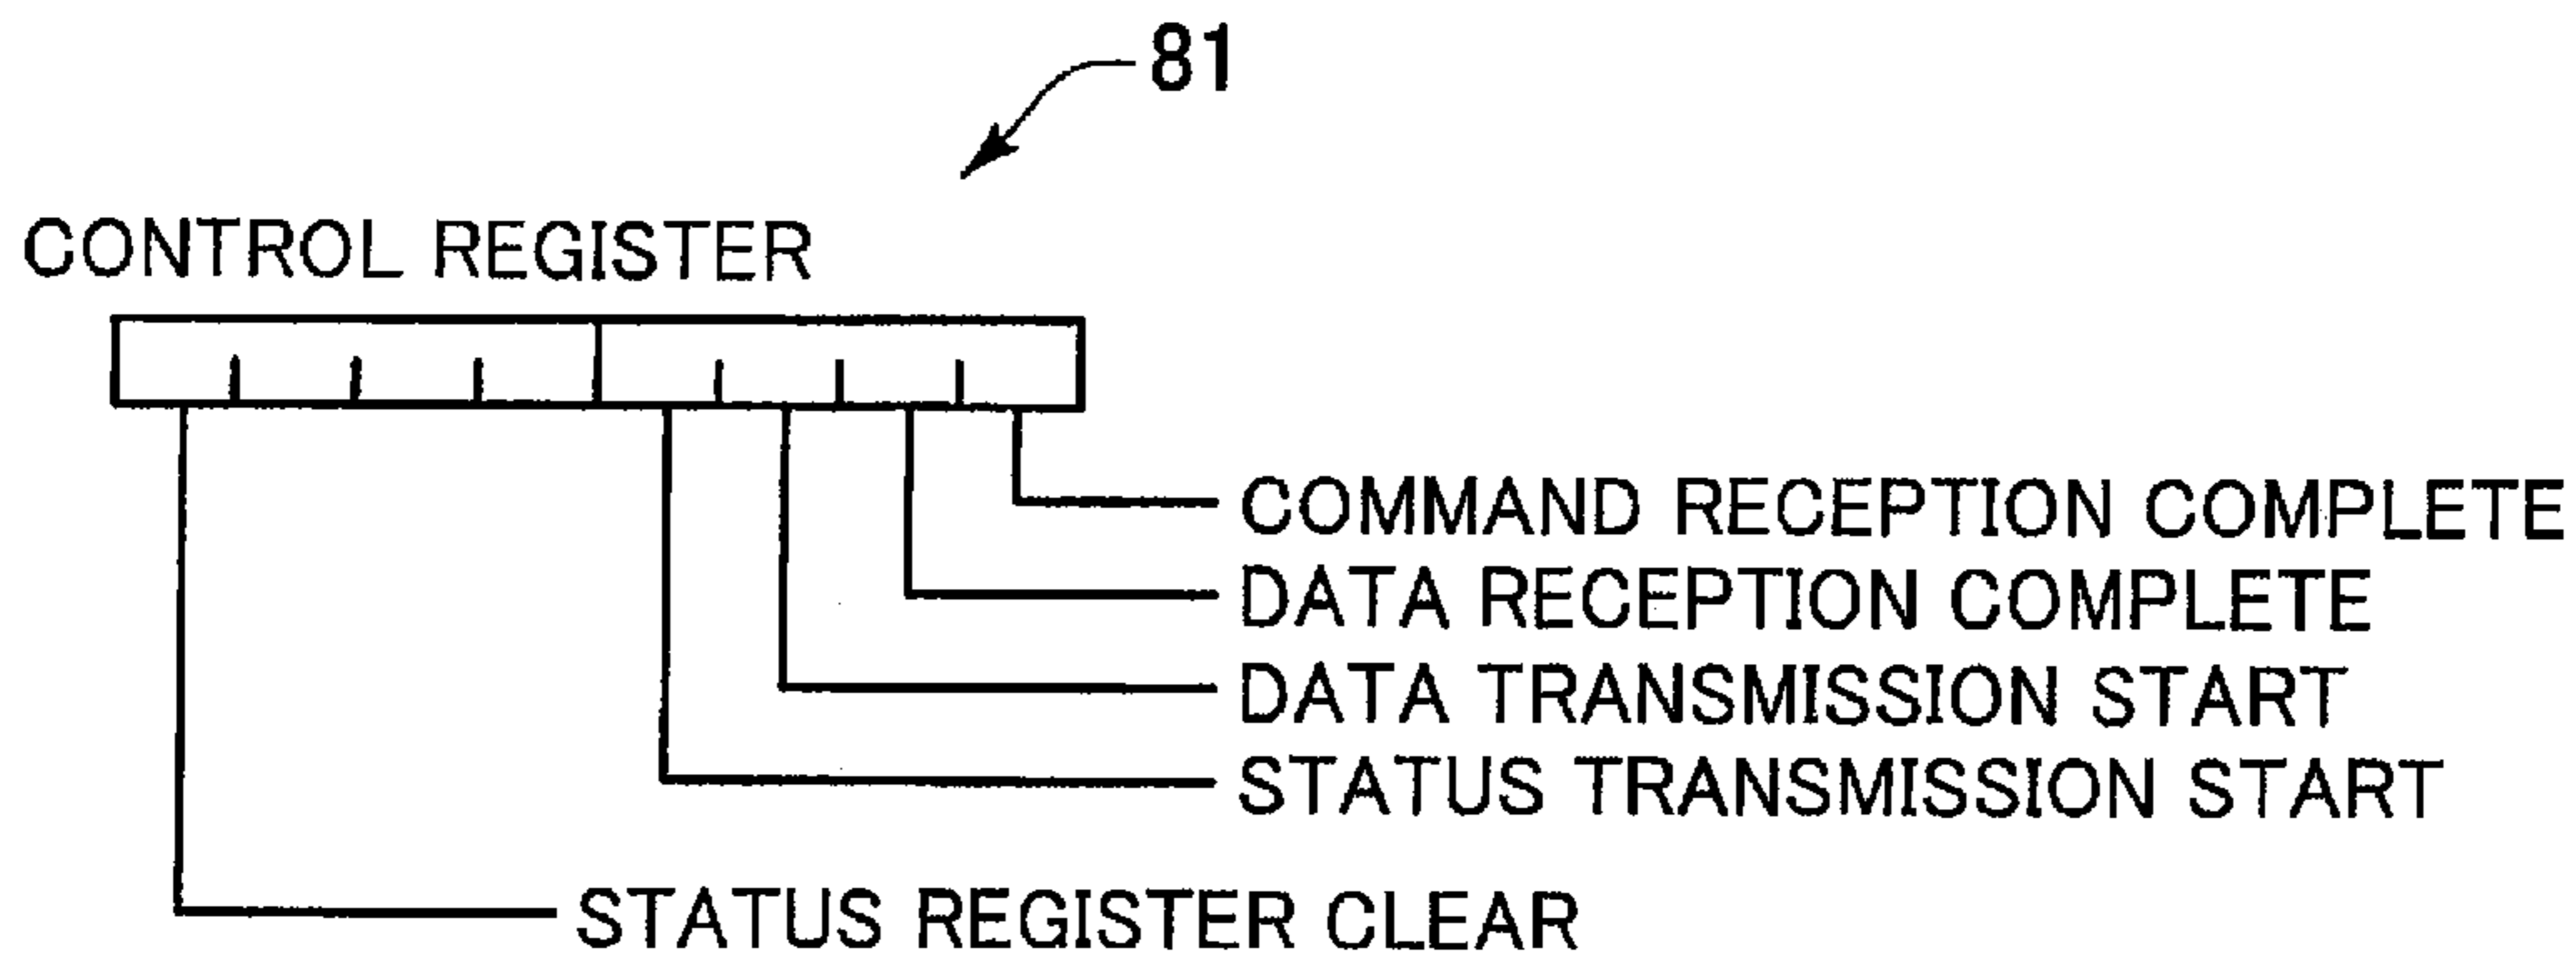 81
CONTROL REGISTER
COMMAND RECEPTION COMPLETE
DATA RECEPTION COMPLETE
DATA TRANSMISSION START
STATUS TRANSMISSION START
STATUS REGISTER CLEAR